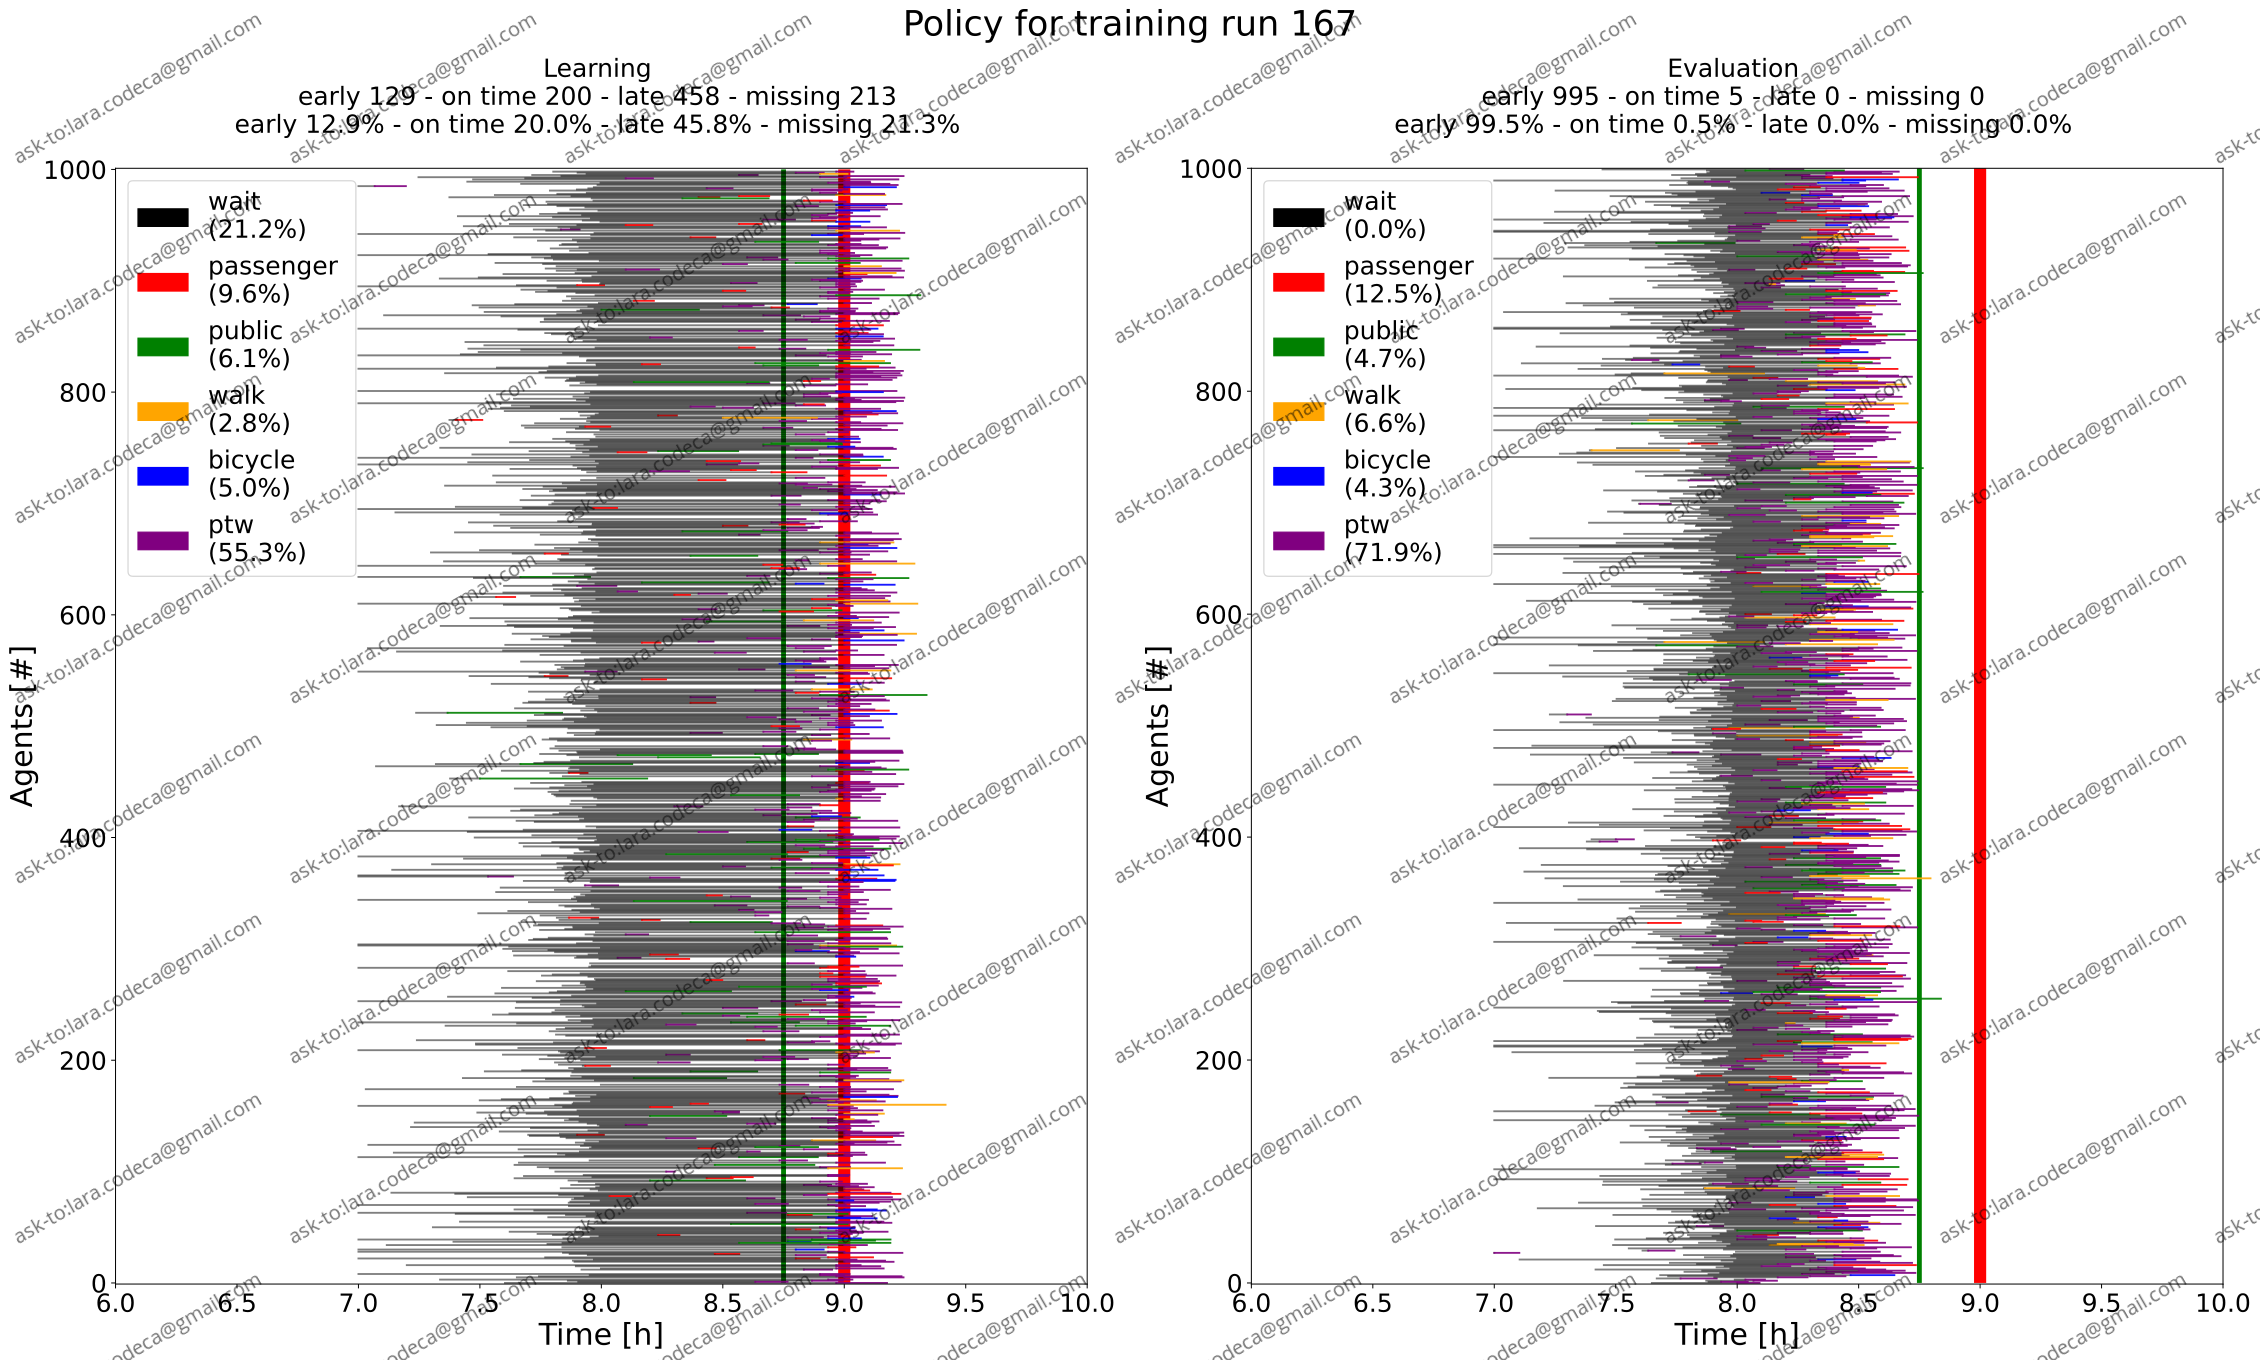 Policy for training run 167
Learning
early 129 - on time 200 - late 458 - missing 213
early 12.9% - on time 20.0% - late 45.8% - missing 21.3%
1000
800
600
400
200
0
Agents [#]
wait
(21.2%)
passenger
(9.6%)
public
(6.1%)
walk
(2.8%)
bicycle
(5.0%)
ptw
(55.3%)
6.0 6.5 7.0 7.5 8.0 8.5 9.0 9.5 10.0
Time [h]
Evaluation
early 995 - on time 5 - late 0 - missing 0
early 99.5% - on time 0.5% - late 0.0% - missing 0.0%
1000
800
600
400
200
0
Agents [#]
wait
(0.0%)
passenger
(12.5%)
public
(4.7%)
walk
(6.6%)
bicycle
(4.3%)
ptw
(71.9%)
6.0 6.5 7.0 7.5 8.0 8.5 9.0 9.5 10.0
Time [h]
ask-to:lara.codeca@gmail.com